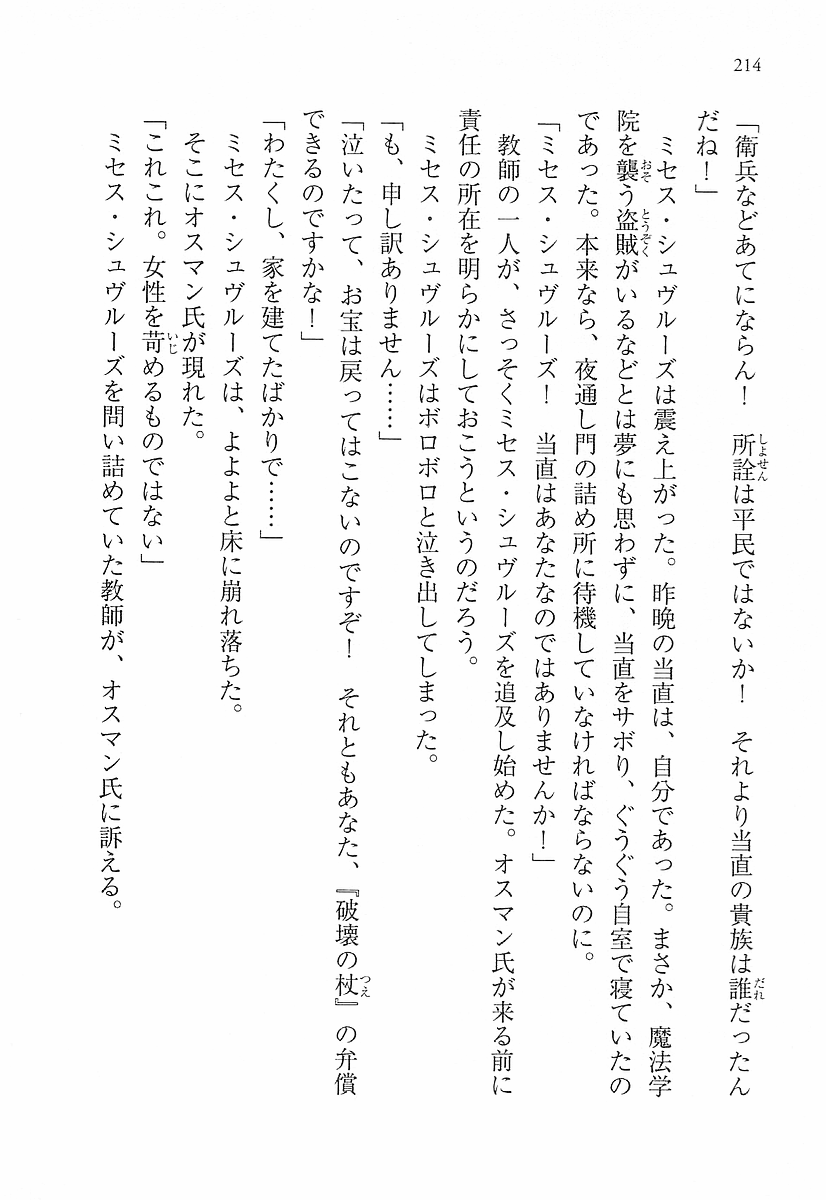 214
「衛兵などあてにならん！　所詮は平民ではないか！　それより当直の貴族は誰だったん
だね！」
　ミセス・シュヴルーズは震え上がった。昨晩の当直は、自分であった。まさか、魔法学
院を襲う盗賊がいるなどとは夢にも思わずに、当直をサボり、ぐうぐう自室で寝ていたの
であった。本来なら、夜通し門の詰め所に待機していなければならないのに。
「ミセス・シュヴルーズ！　当直はあなたなのではありませんか！」
　教師の一人が、さっそくミセス・シュヴルーズを追及し始めた。オスマン氏が来る前に
責任の所在を明らかにしておこうというのだろう。
　ミセス・シュヴルーズはボロボロと泣き出してしまった。
「も、申し訳ありません……」
「泣いたって、お宝は戻ってはこないのですぞ！　それともあなた、『破壊の杖』の弁償
できるのですかな！」
「わたくし、家を建てたばかりで……」
　ミセス・シュヴルーズは、よよよと床に崩れ落ちた。
　そこにオスマン氏が現れた。
「これこれ。女性を苛めるものではない」
　ミセス・シュヴルーズを問い詰めていた教師が、オスマン氏に訴える。